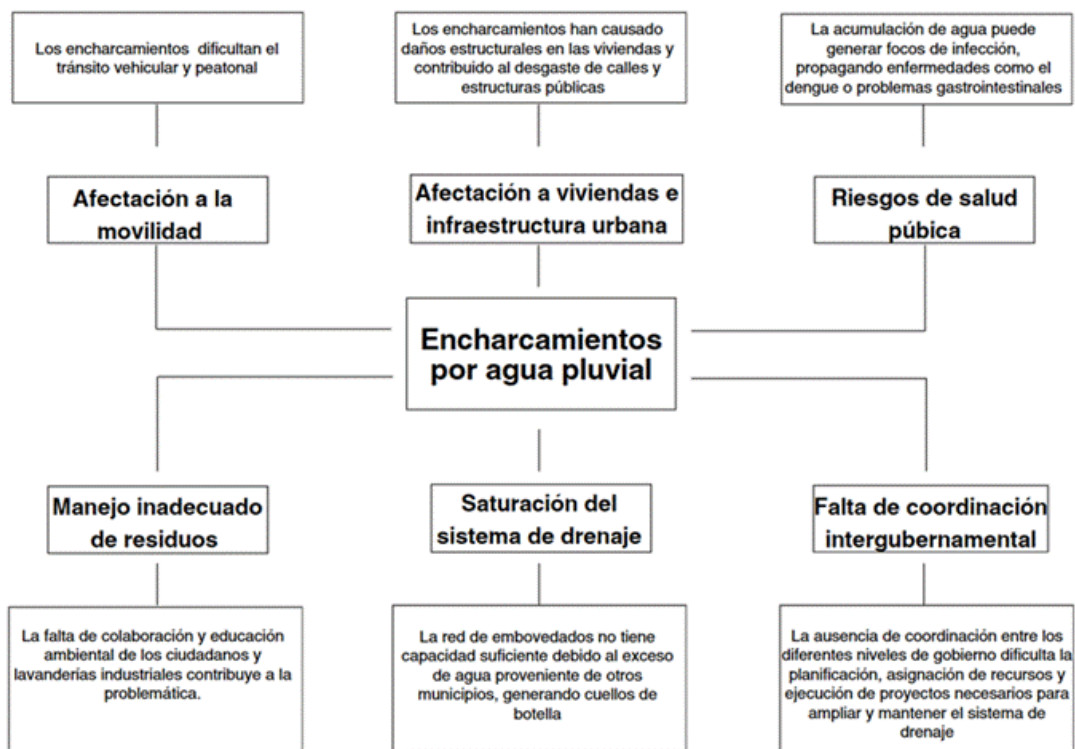 Los encharcamientos dificultan el
tránsito vehicular y peatonal
Los encharcamientos han causado
daños estructurales en las viviendas y
contribuido al desgaste de calles y
estructuras públicas
La acumulación de agua puede
generar focos de infección,
propagando enfermedades como el
dengue o problemas gastrointestinales
Afectación a la
movilidad
Afectación a viviendas e
infraestructura urbana
Riesgos de salud
púbica
Encharcamientos
por agua pluvial
Manejo inadecuado
de residuos
Saturación del
sistema de drenaje
Falta de coordinación
intergubernamental
La falta de colaboración y educación
ambiental de los ciudadanos y
lavanderías industriales contribuye a la
problemática.
La red de embovedados no tiene
capacidad suficiente debido al exceso
de agua proveniente de otros
municipios, generando cuellos de
botella
La ausencia de coordinación entre los
diferentes niveles de gobierno dificulta la
planificación, asignación de recursos y
ejecución de proyectos necesarios para
ampliar y mantener el sistema de
drenaje